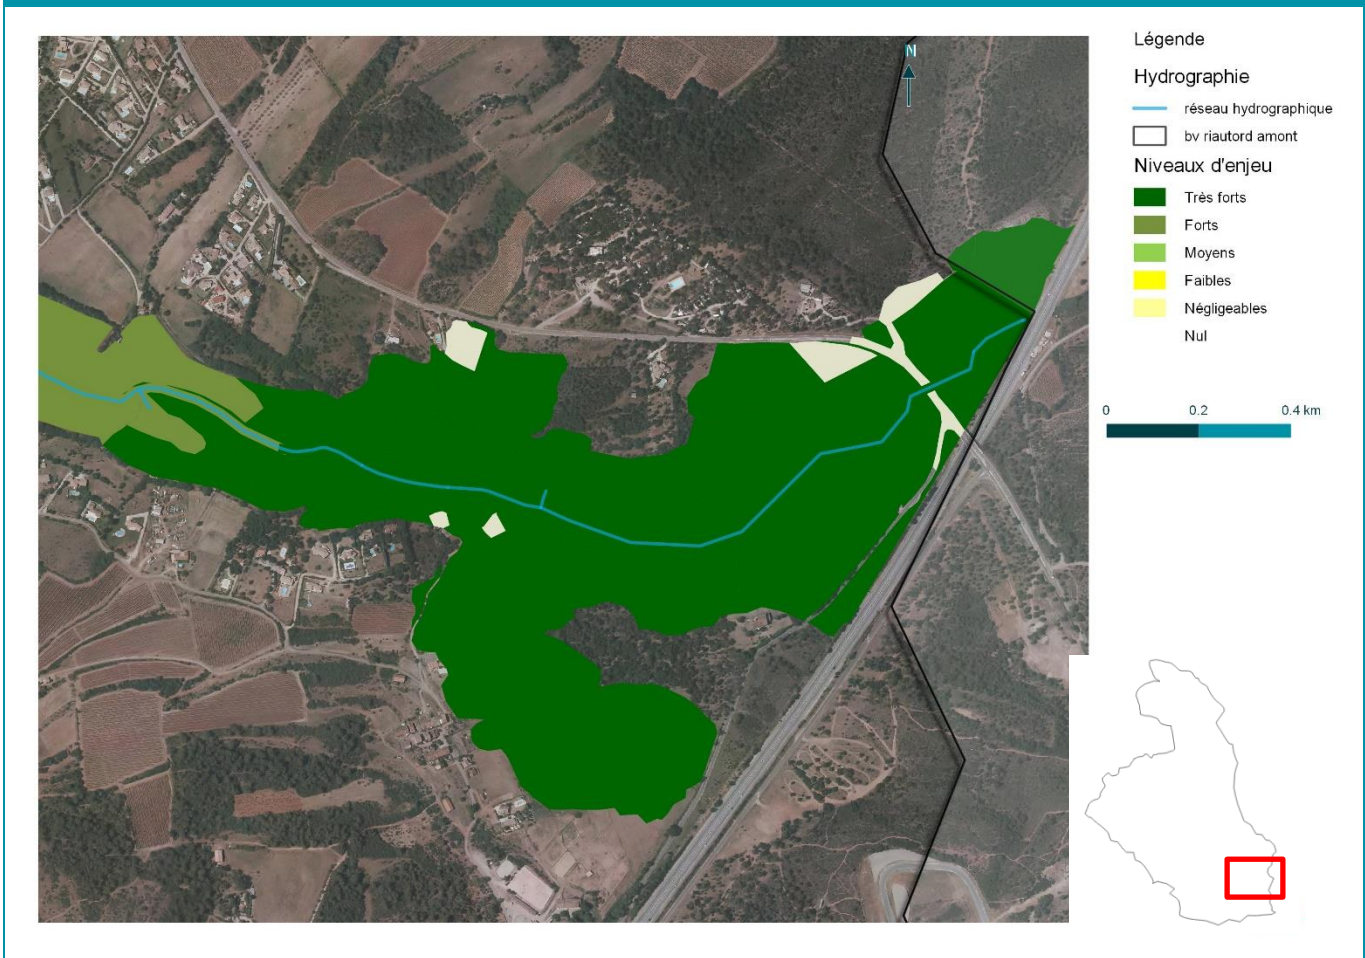 N
Légende
Hydrographie
réseau hydrographique
bv riautord amont
Niveaux d'enjeu
Très forts
Forts
Moyens
Faibles
Négligeables
Nul
0 0.2 0.4 km